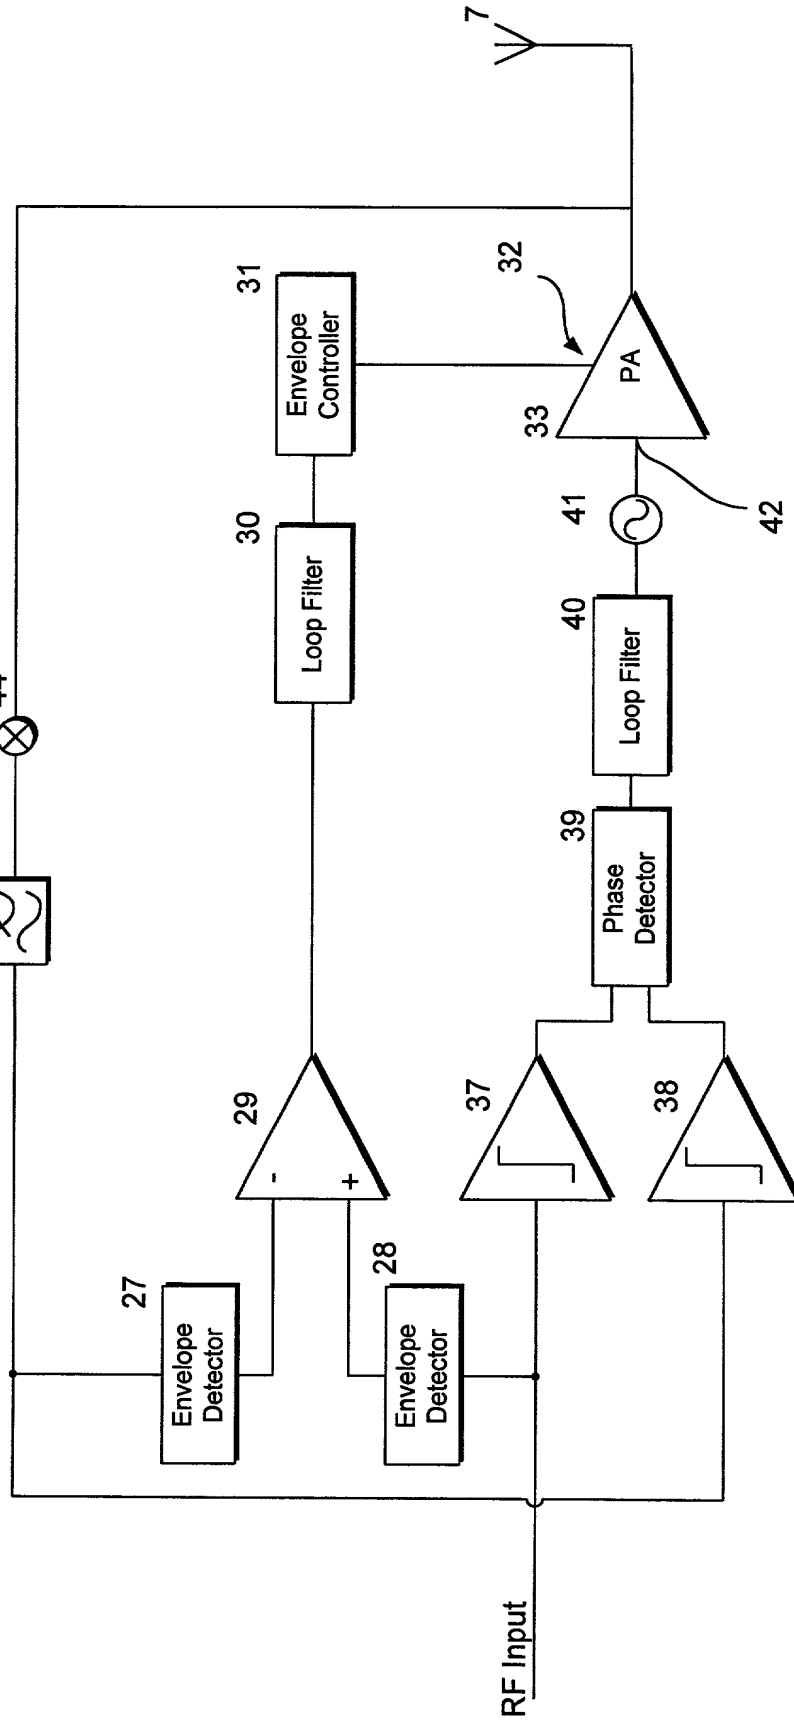 7
31
Envelope
Controller
32
33
PA
30
Loop Filter
41
42
40
Loop Filter
39
Phase
Detector
29
-
+
37
38
27
Envelope
Detector
28
Envelope
Detector
RF Input